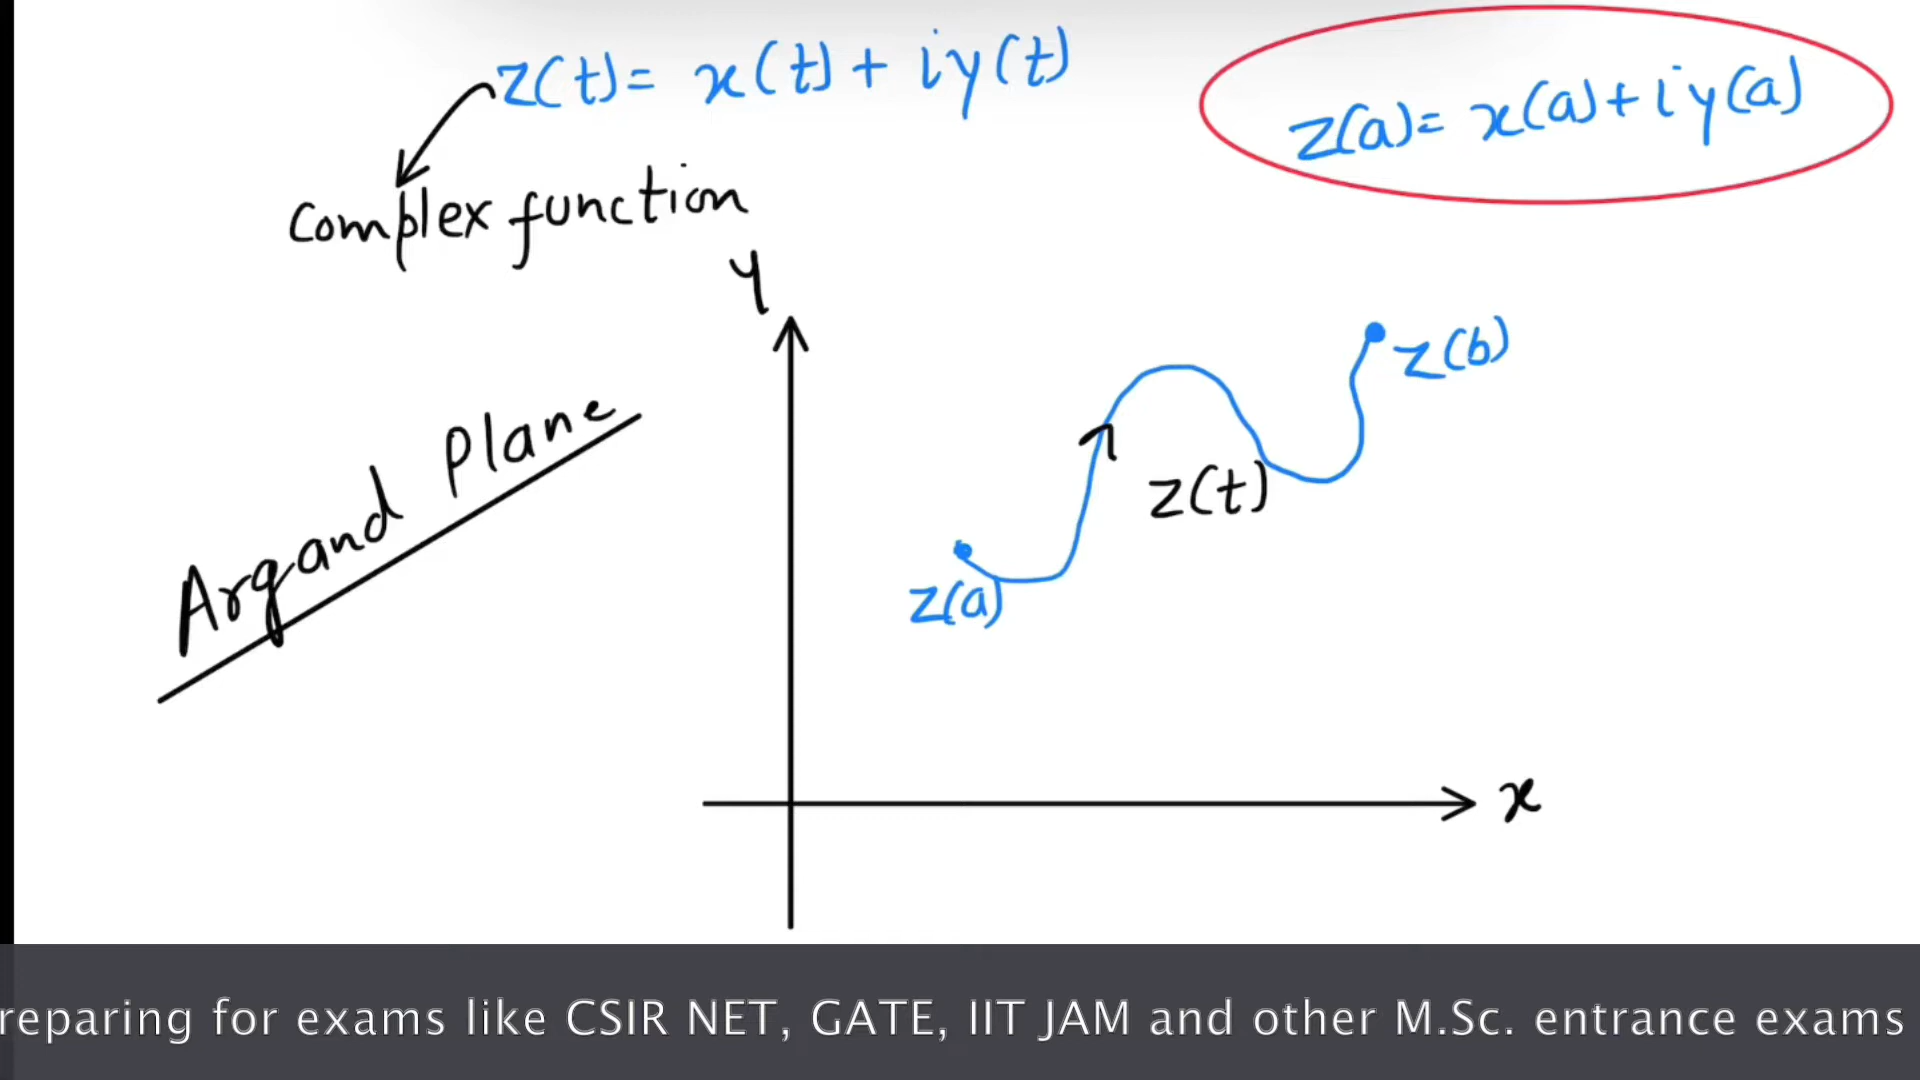 z(t)= x(t)+ iy(t)
z(a)= x(a)+iy(a)
Complex function
y
z(b)
Argand Plane
z(t)
z(a)
x
reparing for exams like CSIR NET, GATE, IIT JAM and other M.Sc. entrance exams